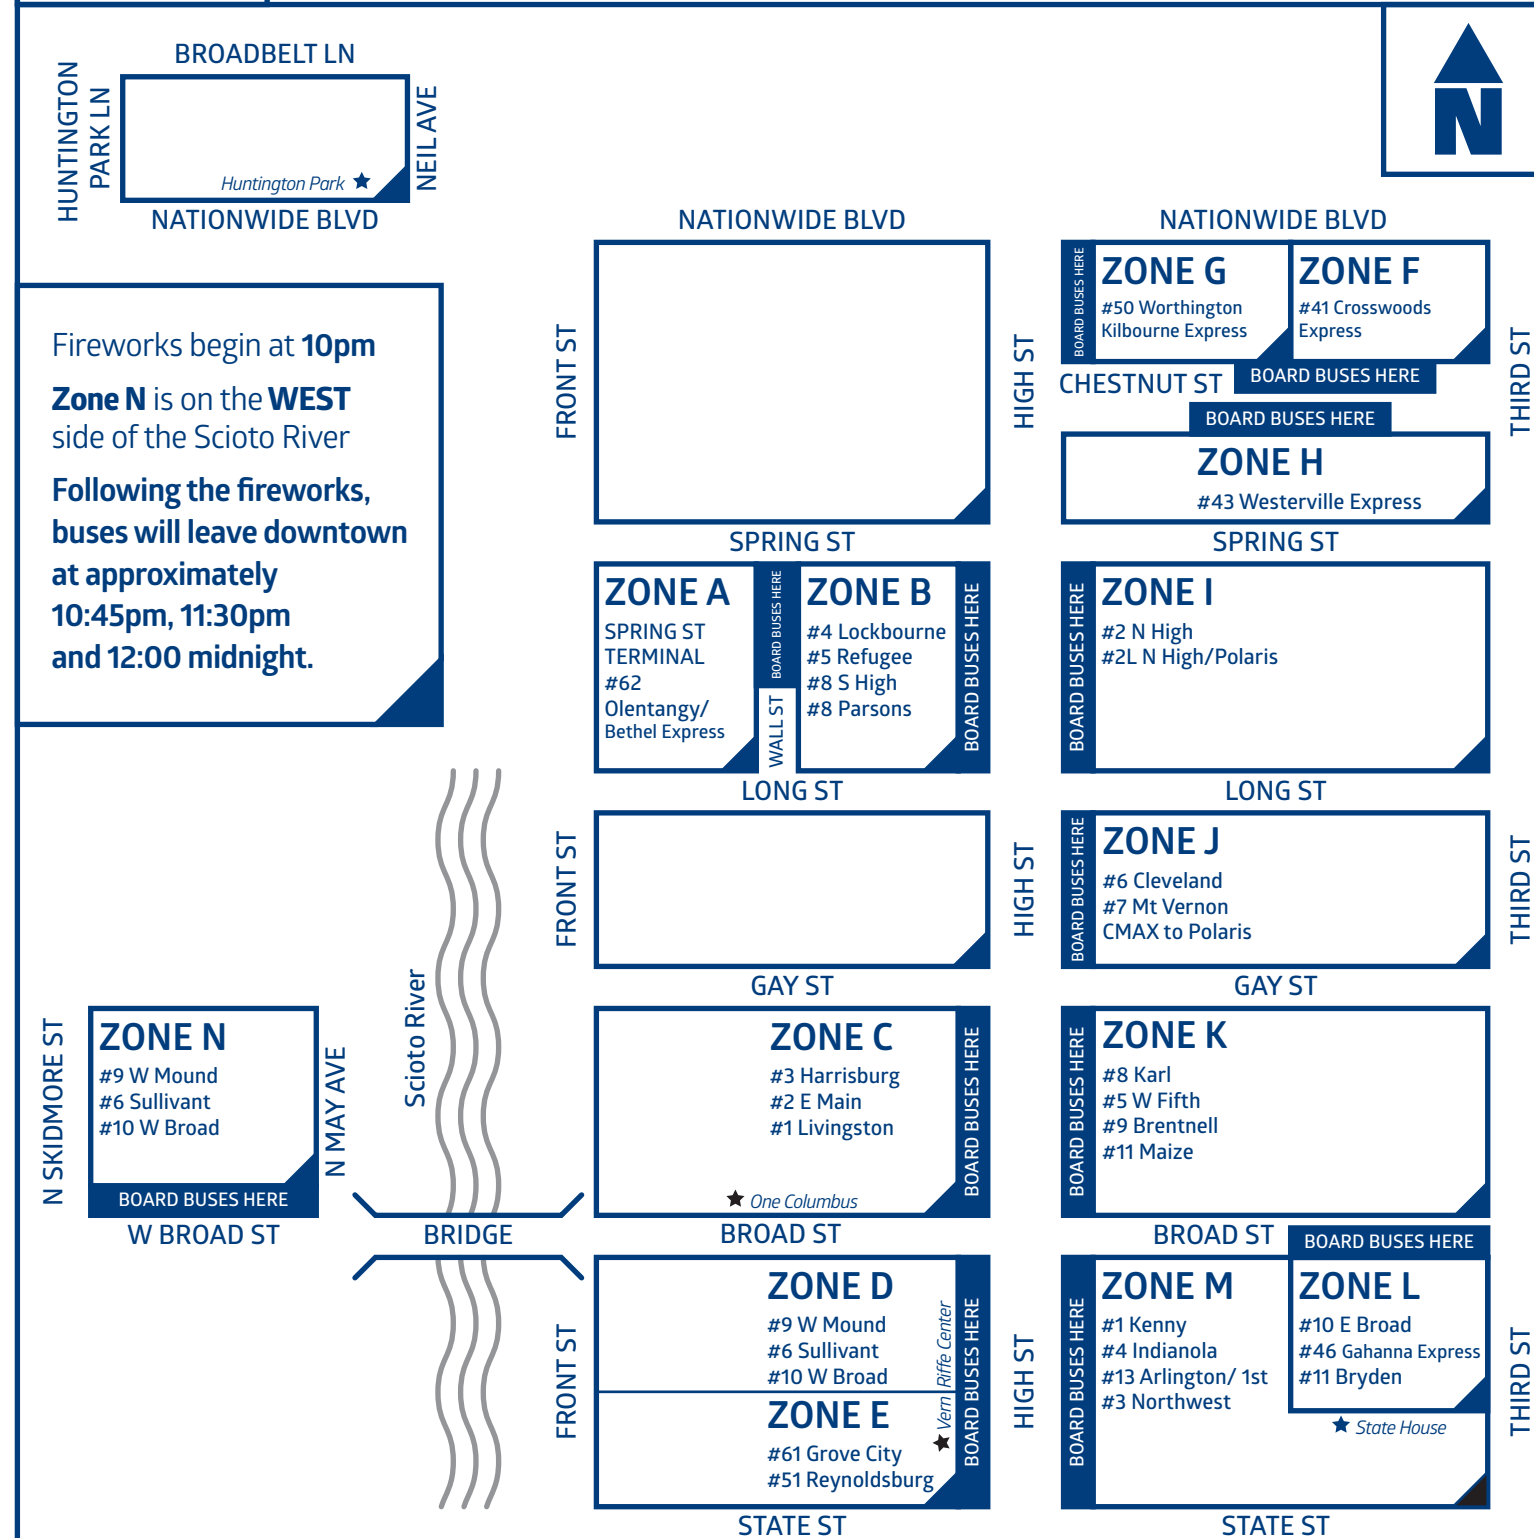 BROADBELT LN
HUNTINGTON
PARK LN
NEIL AVE
Huntington Park
NATIONWIDE BLVD
N
Fireworks begin at 10pm
Zone N is on the WEST
side of the Scioto River
Following the fireworks,
buses will leave downtown
at approximately
10:45pm, 11:30pm
and 12:00 midnight.
NATIONWIDE BLVD
FRONT ST
HIGH ST
NATIONWIDE BLVD
BOARD BUSES HERE
ZONE G
#50 Worthington
Kilbourne Express
ZONE F
#41 Crosswoods
Express
THIRD ST
CHESTNUT ST
BOARD BUSES HERE
BOARD BUSES HERE
ZONE H
#43 Westerville Express
SPRING ST
SPRING ST
ZONE A
SPRING ST
TERMINAL
#62
Olentangy/
Bethel Express
BOARD BUSES HERE
WALL ST
ZONE B
#4 Lockbourne
#5 Refugee
#8 S High
#8 Parsons
BOARD BUSES HERE
BOARD BUSES HERE
ZONE I
#2 N High
#2L N High/Polaris
LONG ST
LONG ST
FRONT ST
HIGH ST
BOARD BUSES HERE
ZONE J
#6 Cleveland
#7 Mt Vernon
CMAX to Polaris
THIRD ST
GAY ST
GAY ST
N SKIDMORE ST
ZONE N
#9 W Mound
#6 Sullivant
#10 W Broad
BOARD BUSES HERE
N MAY AVE
W BROAD ST
Scioto River
BRIDGE
ZONE C
#3 Harrisburg
#2 E Main
#1 Livingston
One Columbus
BOARD BUSES HERE
BOARD BUSES HERE
ZONE K
#8 Karl
#5 W Fifth
#9 Brentnell
#11 Maize
BROAD ST
BROAD ST
BOARD BUSES HERE
FRONT ST
ZONE D
#9 W Mound
#6 Sullivant
#10 W Broad
ZONE E
#61 Grove City
#51 Reynoldsburg
Vern Riffe Center
BOARD BUSES HERE
HIGH ST
BOARD BUSES HERE
ZONE M
#1 Kenny
#4 Indianola
#13 Arlington/ 1st
#3 Northwest
ZONE L
#10 E Broad
#46 Gahanna Express
#11 Bryden
State House
THIRD ST
STATE ST
STATE ST